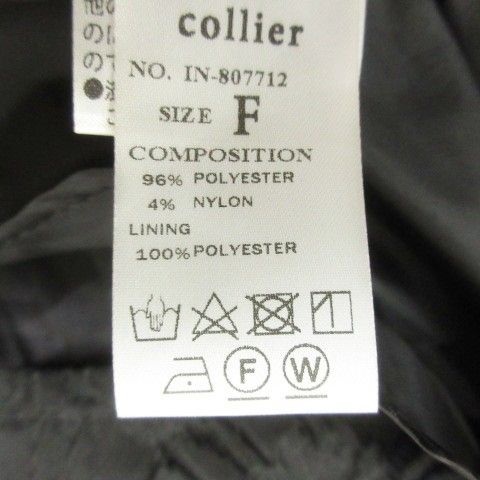 collier
NO. IN-807712
SIZE F
COMPOSITION
96% POLYESTER
4% NYLON
LINING
100% POLYESTER
F W